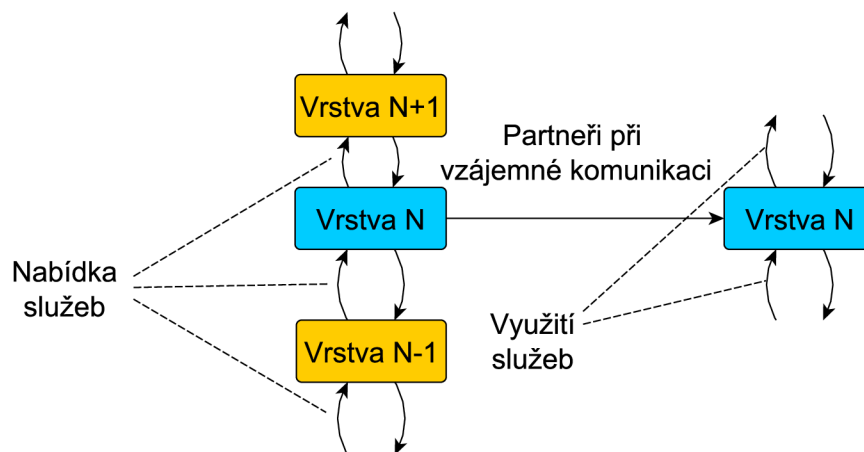 Vrstva N+1
Partneři při
vzájemné komunikaci
Vrstva N
Vrstva N
Nabídka
služeb
Využití
služeb
Vrstva N-1